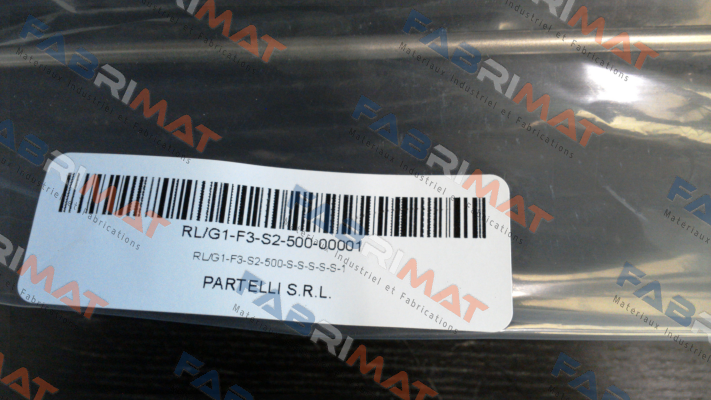 RL/G1-F3-S2-500-00001
RL/G1-F3-S2-500-S-S-S-S-S-1
PARTELLI S.R.L.
FABRIMAT
Materiaux Industriel et Fabrications